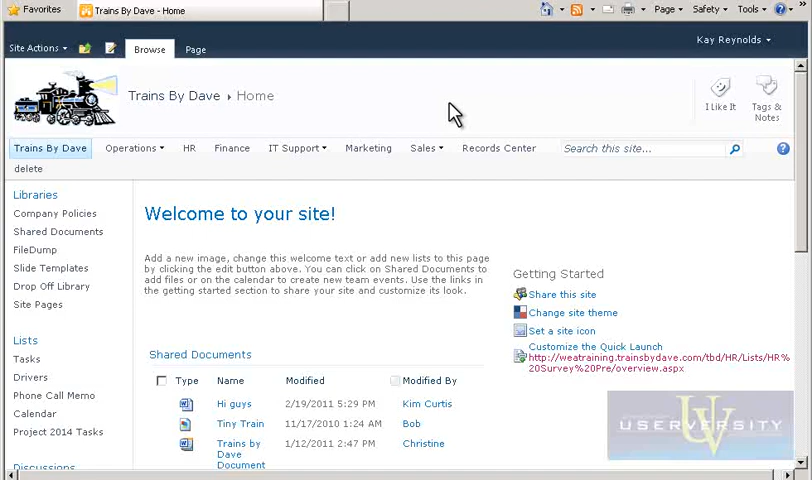 Favorites
Trains By Dave - Home
Page
Safety
Tools
Site Actions
Browse
Page
Kay Reynolds
Trains By Dave
Home
I Like It
Tags &
Notes
Trains By Dave
Operations
HR
Finance
IT Support
Marketing
Sales
Records Center
Search this site...
delete
Libraries
Company Policies
Shared Documents
FileDump
Slide Templates
Drop Off Library
Site Pages
Lists
Tasks
Drivers
Phone Call Memo
Calendar
Project 2014 Tasks
Discussions
Welcome to your site!
Add a new image, change this welcome text or add new lists to this page
by clicking the edit button above. You can click on Shared Documents to
add files or on the calendar to create new team events. Use the links in
the getting started section to share your site and customize its look.
Getting Started
Share this site
Change site theme
Set a site icon
Customize the Quick Launch
http://weatraining.trainsbydave.com/tbd/HR/Lists/HR%
20Survey%20Pre/overview.aspx
Shared Documents
Type Name Modified Modified By
Hi guys 2/19/2011 5:29 PM Kim Curtis
Tiny Train 11/17/2010 1:24 AM Bob
Trains by 1/12/2011 2:47 PM Christine
Dave
Document
UV
USERVERSITY